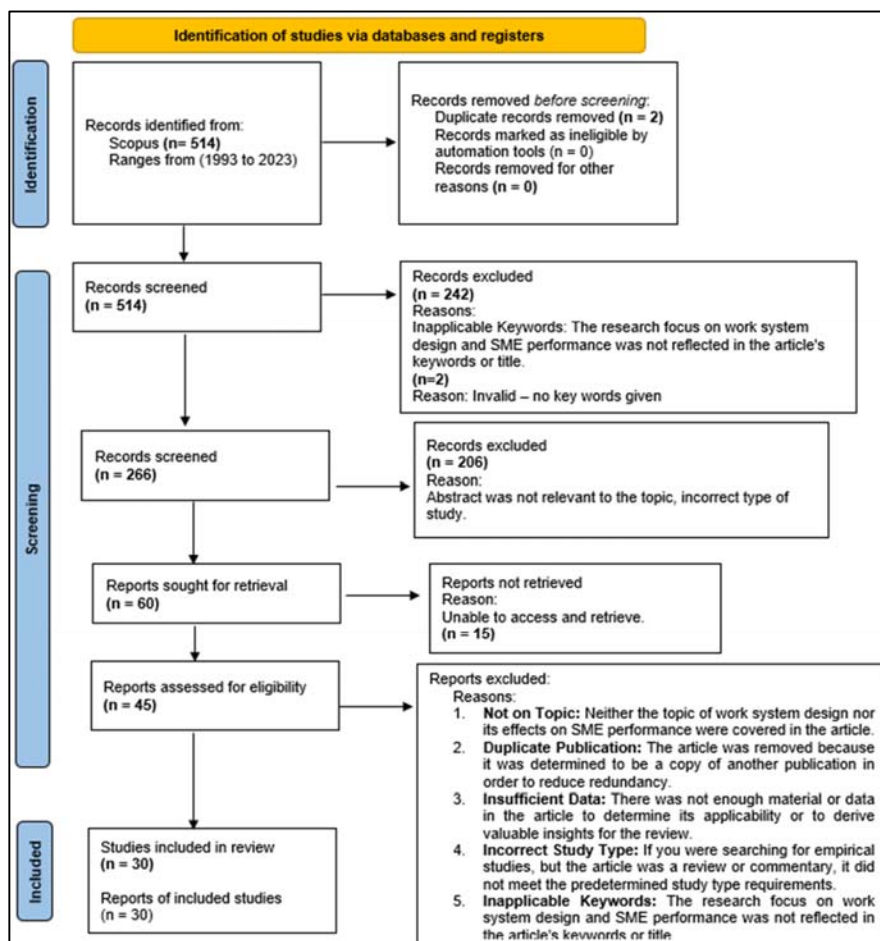 Identification of studies via databases and registers
Identification
Records identified from:
Scopus (n= 514)
Ranges from (1993 to 2023)
Records removed before screening:
Duplicate records removed (n = 2)
Records marked as ineligible by
automation tools (n = 0)
Records removed for other
reasons (n = 0)
Screening
Records screened
(n = 514)
Records excluded
(n = 242)
Reasons:
Inapplicable Keywords: The research focus on work system
design and SME performance was not reflected in the article's
keywords or title.
(n=2)
Reason: Invalid – no key words given
Records screened
(n = 266)
Records excluded
(n = 206)
Reason:
Abstract was not relevant to the topic, incorrect type of
study.
Reports sought for retrieval
(n = 60)
Reports not retrieved
Reason:
Unable to access and retrieve.
(n = 15)
Reports assessed for eligibility
(n = 45)
Reports excluded:
Reasons:
1. Not on Topic: Neither the topic of work system design nor
its effects on SME performance were covered in the article.
2. Duplicate Publication: The article was removed because
it was determined to be a copy of another publication in
order to reduce redundancy.
3. Insufficient Data: There was not enough material or data
in the article to determine its applicability or to derive
valuable insights for the review.
4. Incorrect Study Type: If you were searching for empirical
studies, but the article was a review or commentary, it did
not meet the predetermined study type requirements.
5. Inapplicable Keywords: The research focus on work
system design and SME performance was not reflected in
the article's keywords or title
Included
Studies included in review
(n = 30)
Reports of included studies
(n = 30)